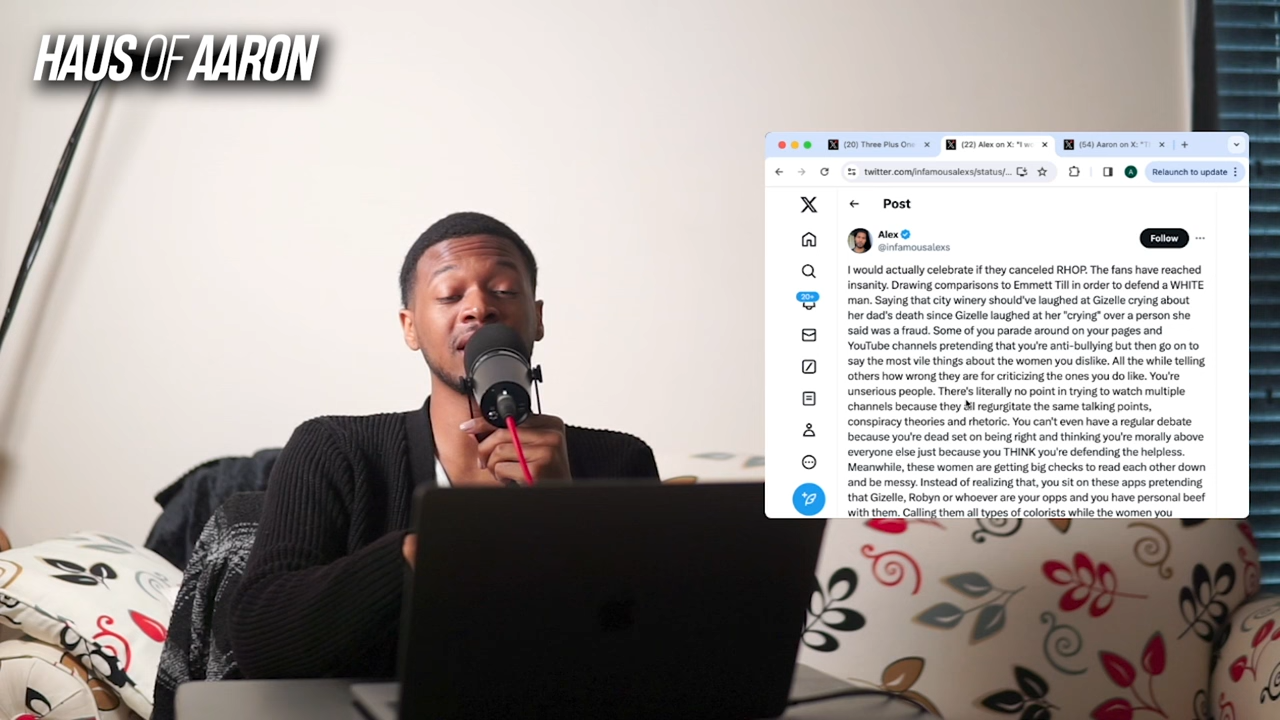 HAUS OF AARON
(20) Three Plus One
(22) Alex on X: "I wo
(54) Aaron on X: "T
twitter.com/infamousalexs/status/...
Relaunch to update
Post
Alex
@infamousalexs
Follow
20+
I would actually celebrate if they canceled RHOP. The fans have reached
insanity. Drawing comparisons to Emmett Till in order to defend a WHITE
man. Saying that city winery should've laughed at Gizelle crying about
her dad's death since Gizelle laughed at her "crying" over a person she
said was a fraud. Some of you parade around on your pages and
YouTube channels pretending that you're anti-bullying but then go on to
say the most vile things about the women you dislike. All the while telling
others how wrong they are for criticizing the ones you do like. You're
unserious people. There's literally no point in trying to watch multiple
channels because they all regurgitate the same talking points,
conspiracy theories and rhetoric. You can't even have a regular debate
because you're dead set on being right and thinking you're morally above
everyone else just because you THINK you're defending the helpless.
Meanwhile, these women are getting big checks to read each other down
and be messy. Instead of realizing that, you sit on these apps pretending
that Gizelle, Robyn or whoever are your opps and you have personal beef
with them. Calling them all types of colorists while the women you